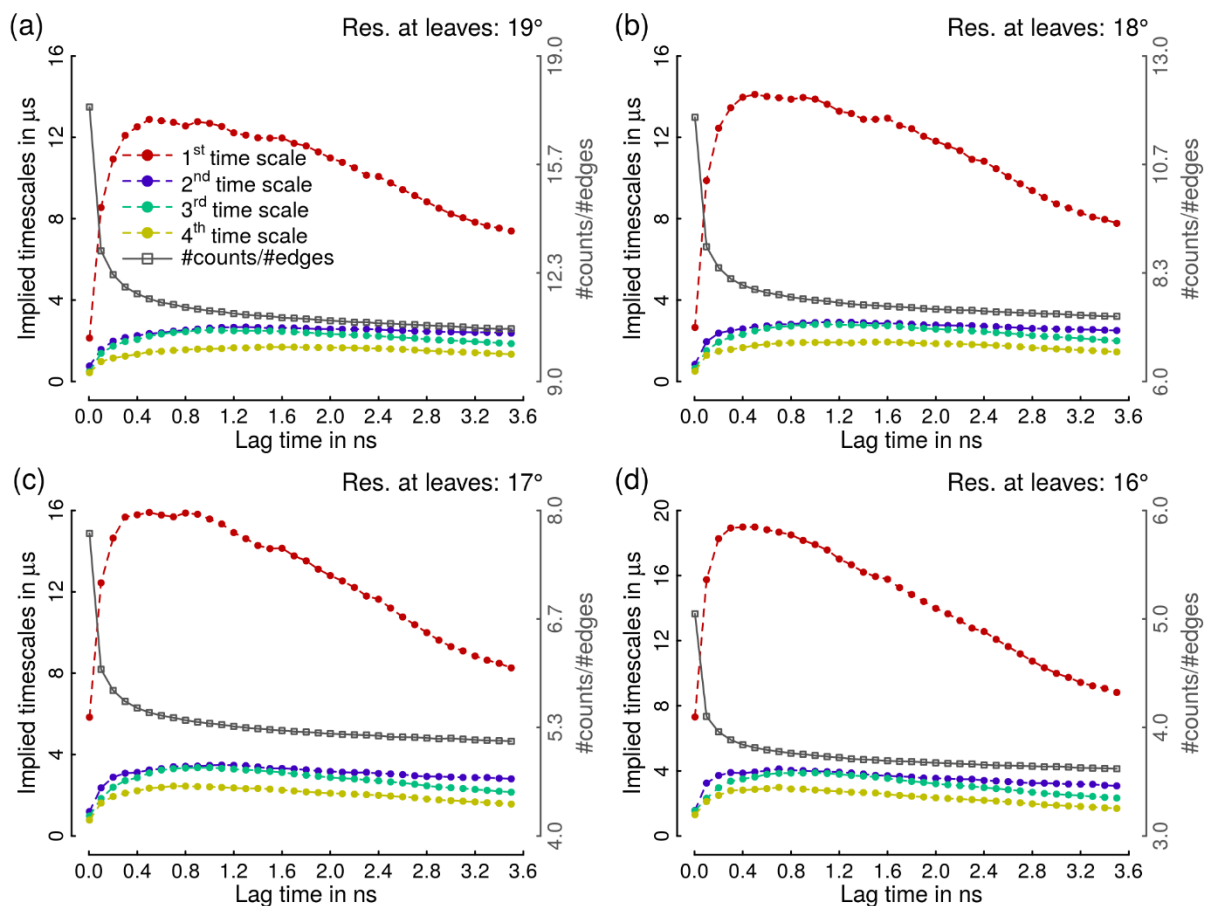 (a)
Res. at leaves: 19°
Implied timescales in μs
16
12
8
4
0
1st time scale
2nd time scale
3rd time scale
4th time scale
#counts/#edges
19.0
15.7
12.3
9.0
#counts/#edges
0.0 0.4 0.8 1.2 1.6 2.0 2.4 2.8 3.2 3.6
Lag time in ns
(b)
Res. at leaves: 18°
Implied timescales in μs
16
12
8
4
0
13.0
10.7
8.3
6.0
#counts/#edges
0.0 0.4 0.8 1.2 1.6 2.0 2.4 2.8 3.2 3.6
Lag time in ns
(c)
Res. at leaves: 17°
Implied timescales in μs
16
12
8
4
0
8.0
6.7
5.3
4.0
#counts/#edges
0.0 0.4 0.8 1.2 1.6 2.0 2.4 2.8 3.2 3.6
Lag time in ns
(d)
Res. at leaves: 16°
Implied timescales in μs
20
16
12
8
4
0
6.0
5.0
4.0
3.0
#counts/#edges
0.0 0.4 0.8 1.2 1.6 2.0 2.4 2.8 3.2 3.6
Lag time in ns